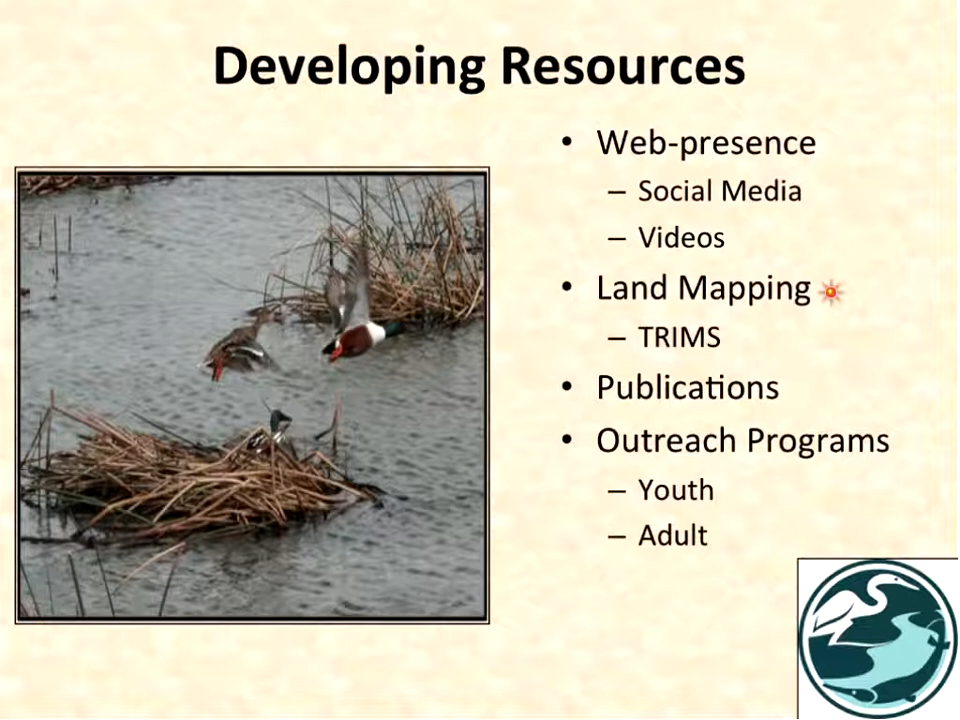 Developing Resources
• Web-presence
– Social Media
– Videos
• Land Mapping
– TRIMS
• Publications
• Outreach Programs
– Youth
– Adult